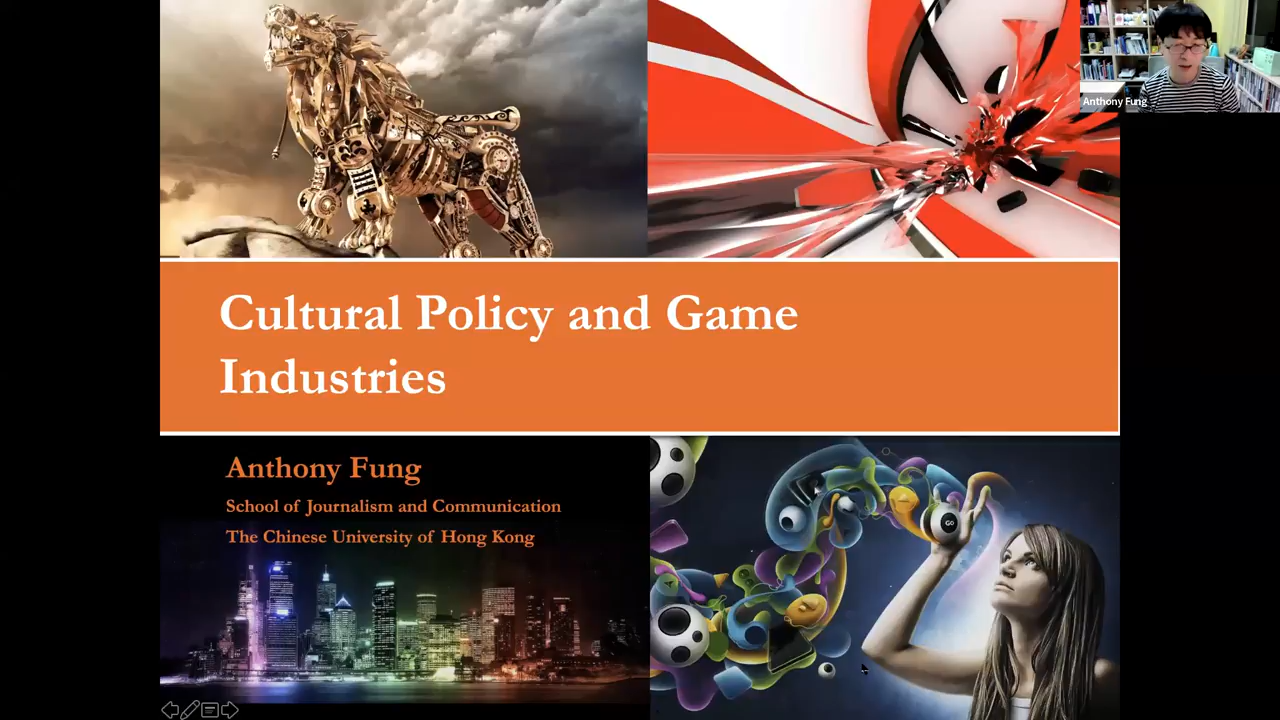 Anthony Fung
Cultural Policy and Game
Industries
Anthony Fung
School of Journalism and Communication
The Chinese University of Hong Kong
GO